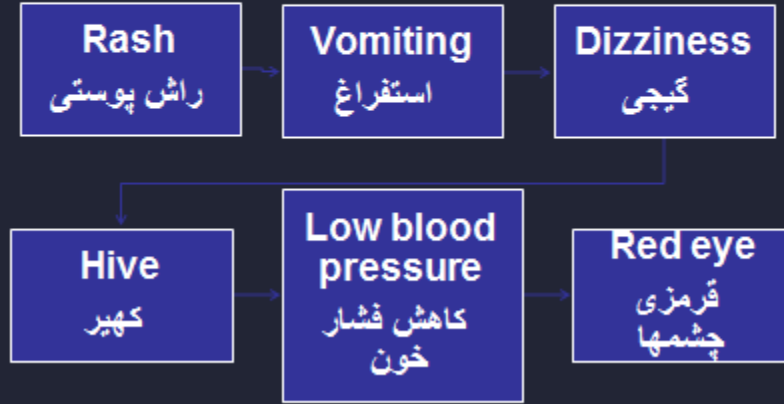 Rash
راش پوستی
Vomiting
استفراغ
Dizziness
گیجی
Hive
کهیر
Low blood
pressure
کاهش فشار
خون
Red eye
قرمزی
چشمها